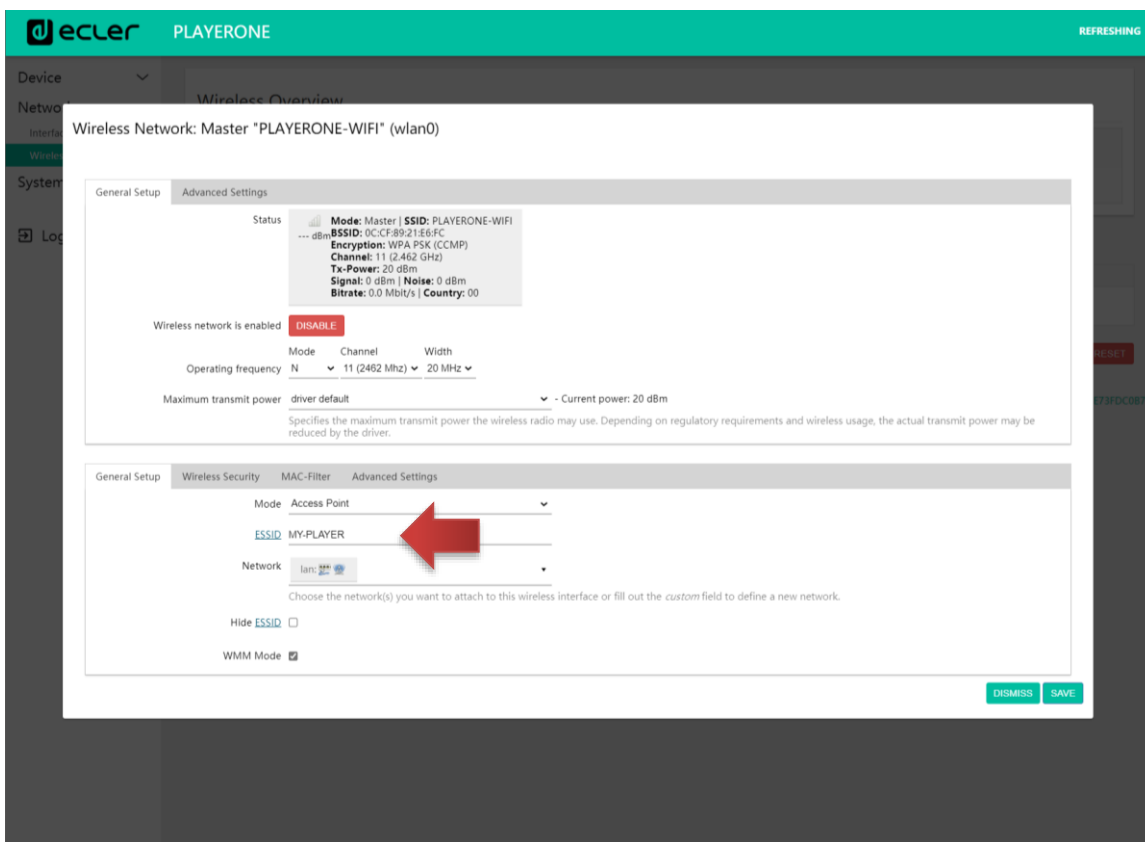 ecler PLAYERONE REFRESHING
Device
Wireless Overview
Wireless Network: Master "PLAYERONE-WIFI" (wlan0)
General Setup Advanced Settings
Status
Mode: Master | SSID: PLAYERONE-WIFI
--- dBm BSSID: 0C:CF:89:21:E6:FC
Encryption: WPA PSK (CCMP)
Channel: 11 (2.462 GHz)
Tx-Power: 20 dBm
Signal: 0 dBm | Noise: 0 dBm
Bitrate: 0.0 Mbit/s | Country: 00
Wireless network is enabled DISABLE
Mode Channel Width
Operating frequency N 11 (2462 Mhz) 20 MHz
RESET
Maximum transmit power driver default - Current power: 20 dBm
Specifies the maximum transmit power the wireless radio may use. Depending on regulatory requirements and wireless usage, the actual transmit power may be
reduced by the driver.
General Setup Wireless Security MAC-Filter Advanced Settings
Mode Access Point
ESSID MY-PLAYER
Network lan:
Choose the network(s) you want to attach to this wireless interface or fill out the custom field to define a new network.
Hide ESSID
WMM Mode
DISMISS SAVE
System